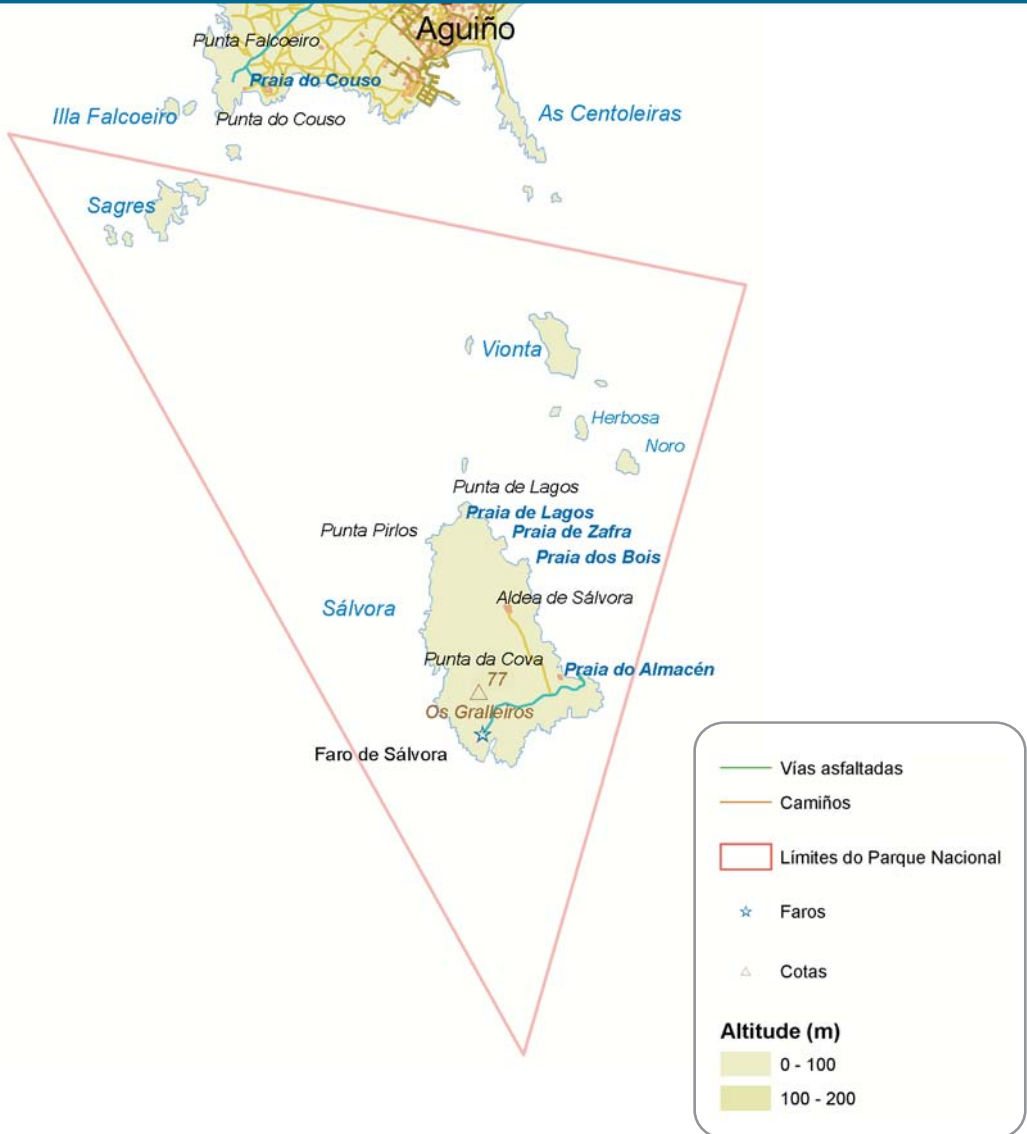 Aguiño
Punta Falcoeiro
Praia do Couso
Illa Falcoeiro
Punta do Couso
As Centoleiras
Sagres
Vionta
Herbosa
Noro
Punta de Lagos
Praia de Lagos
Punta Pirlos
Praia de Zafra
Praia dos Bois
Aldea de Sálvora
Sálvora
Punta da Cova
Praia do Almacén
77
Os Gralleiros
Faro de Sálvora
Vías asfaltadas
Camiños
Límites do Parque Nacional
Faros
Cotas
Altitude (m)
0 - 100
100 - 200